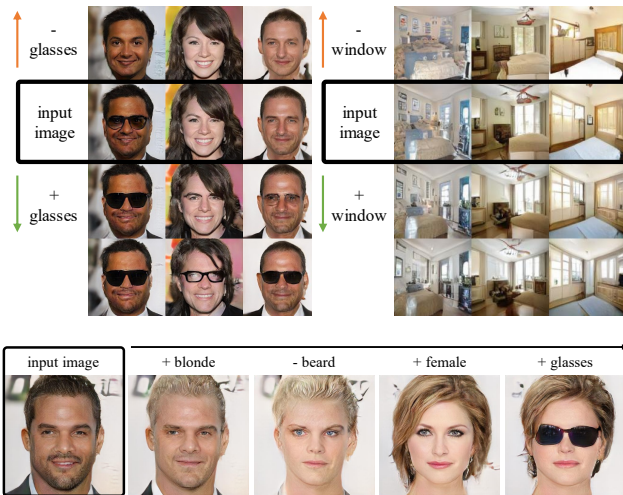 -
glasses
input
image
+
glasses
-
window
input
image
+
window
input image
+ blonde
- beard
+ female
+ glasses